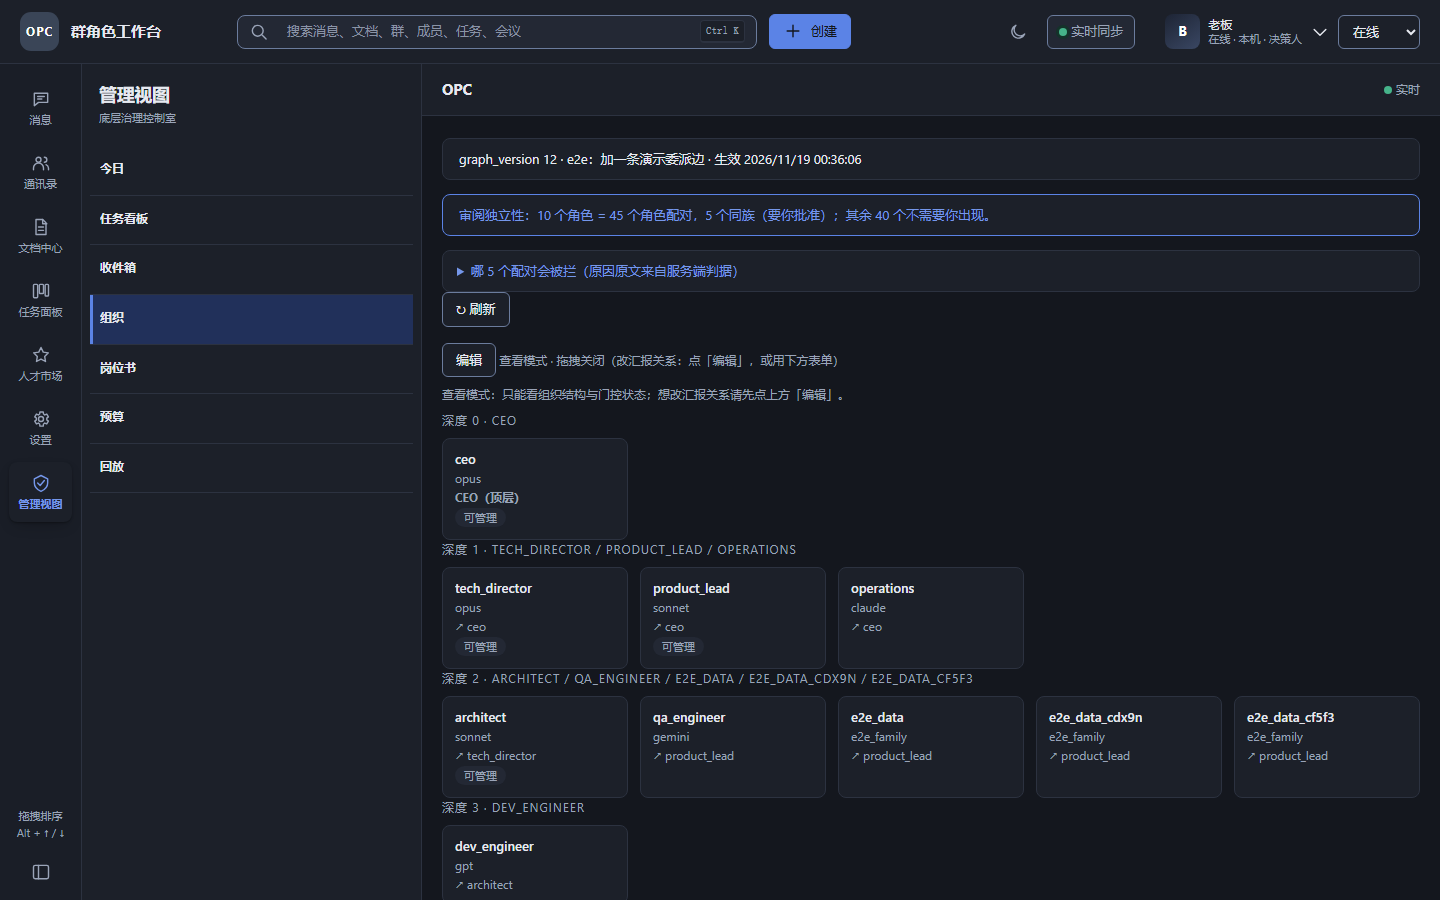 OPC
群角色工作台
搜索消息、文档、群、成员、任务、会议
Ctrl K
创建
实时同步
B
老板
在线 · 本机 · 决策人
在线
消息
通讯录
文档中心
任务面板
人才市场
设置
管理视图
拖拽排序
Alt + ↑ / ↓
管理视图
底层治理控制室
今日
任务看板
收件箱
组织
岗位书
预算
回放
OPC
实时
graph_version 12 · e2e：加一条演示委派边 · 生效 2026/11/19 00:36:06
审阅独立性：10 个角色 = 45 个角色配对，5 个同族（要你批准）；其余 40 个不需要你出现。
▶ 哪 5 个配对会被拦（原因原文来自服务端判据）
↻ 刷新
编辑
查看模式 · 拖拽关闭（改汇报关系：点「编辑」，或用下方表单）
查看模式：只能看组织结构与门控状态；想改汇报关系请先点上方「编辑」。
深度 0 · CEO
ceo
opus
CEO（顶层）
可管理
深度 1 · TECH_DIRECTOR / PRODUCT_LEAD / OPERATIONS
tech_director
opus
↗ ceo
可管理
product_lead
sonnet
↗ ceo
可管理
operations
claude
↗ ceo
深度 2 · ARCHITECT / QA_ENGINEER / E2E_DATA / E2E_DATA_CDX9N / E2E_DATA_CF5F3
architect
sonnet
↗ tech_director
可管理
qa_engineer
gemini
↗ product_lead
e2e_data
e2e_family
↗ product_lead
e2e_data_cdx9n
e2e_family
↗ product_lead
e2e_data_cf5f3
e2e_family
↗ product_lead
深度 3 · DEV_ENGINEER
dev_engineer
gpt
↗ architect